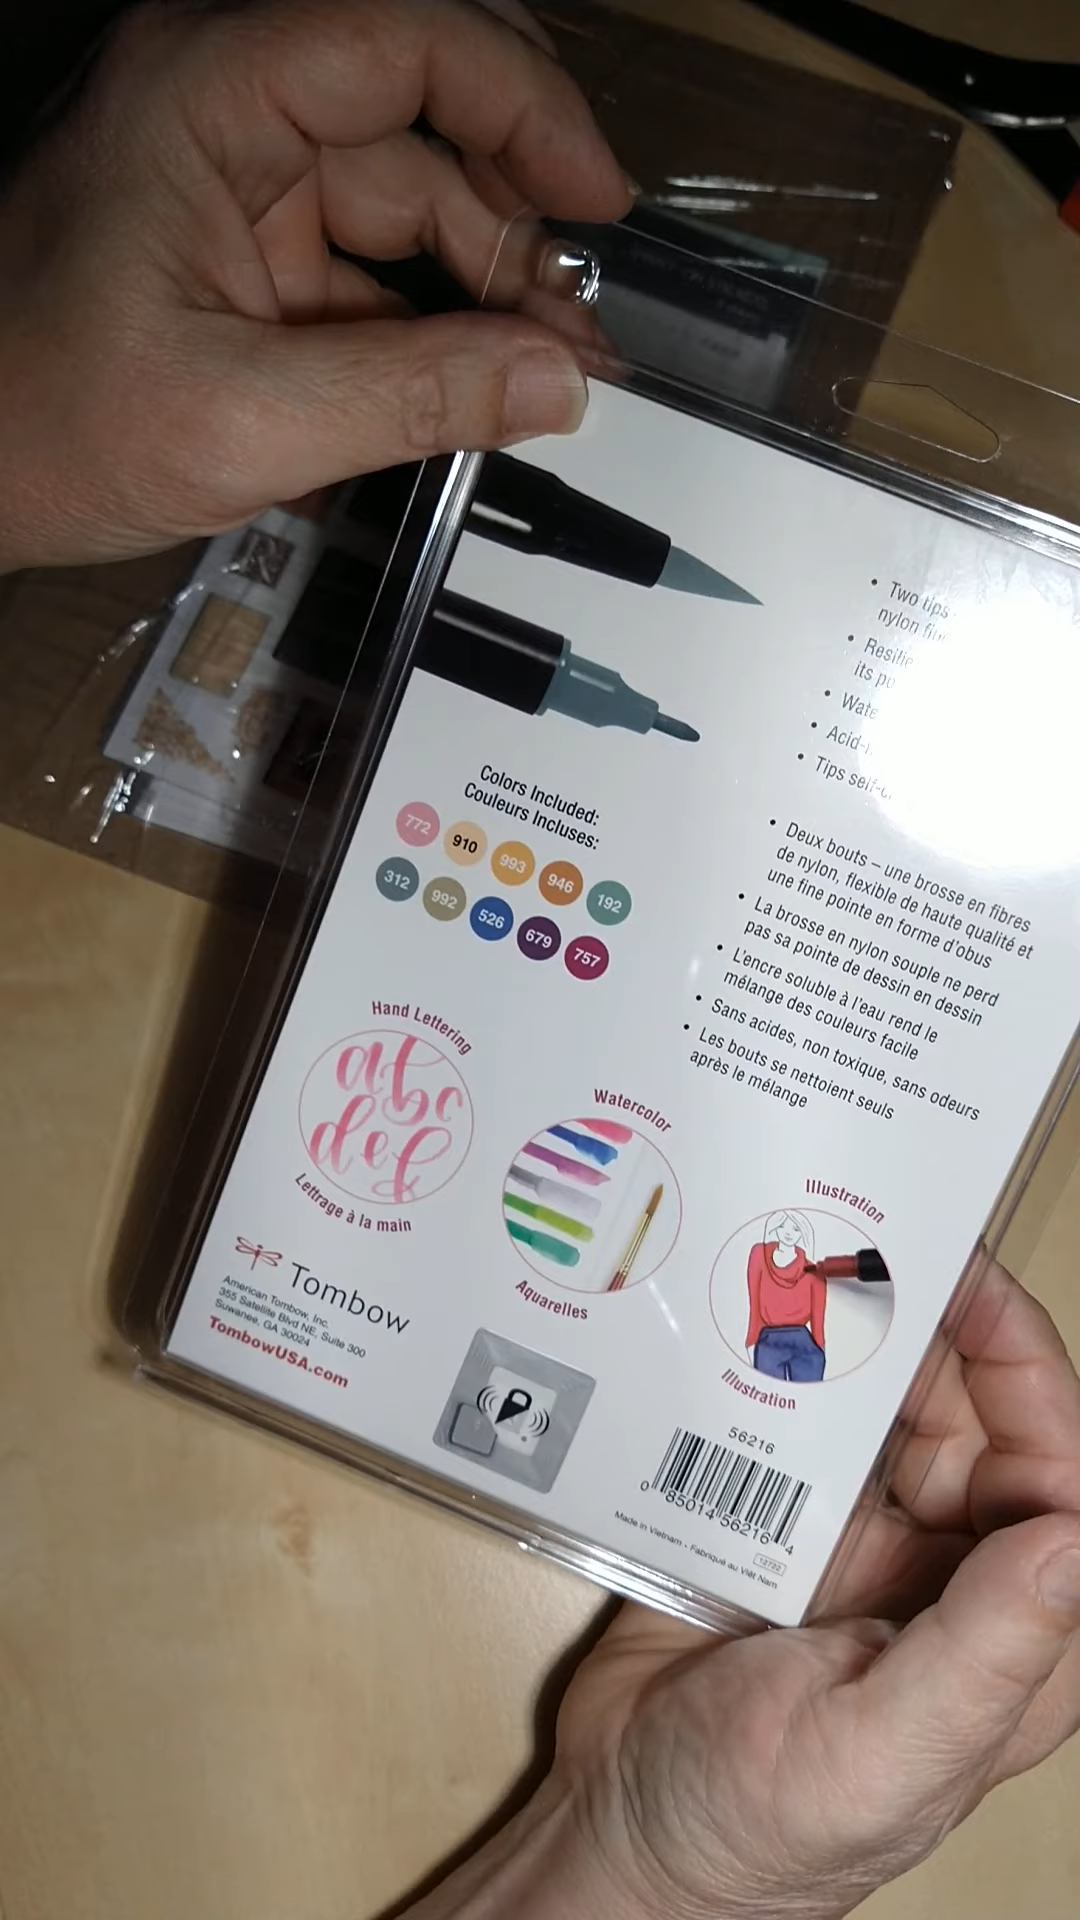 Two tips
nylon
its
Acid-
Tips self-
Deux bouts – une brosse en fibres
de nylon, flexible de haute qualité et
une fine pointe en forme d'obus
La brosse en nylon souple ne perd
pas sa pointe de dessin en dessin
L'encre soluble à l'eau rend le
mélange des couleurs facile
Sans acides, non toxique, sans odeurs
Les bouts se nettoient seuls
après le mélange
Colors Included:
Couleurs Incluses:
772 910 993 946 192
312 992 526 679 757
Hand Lettering
abc
def
Lettrage à la main
Watercolor
Aquarelles
Illustration
Illustration
Tombow
American Tombow, Inc.
355 Satellite Blvd NE, Suite 300
Suwanee, GA 30024
TombowUSA.com
56216
0 85014 56216 4
Made in Vietnam - Fabriqué au Viêt Nam
12722
N